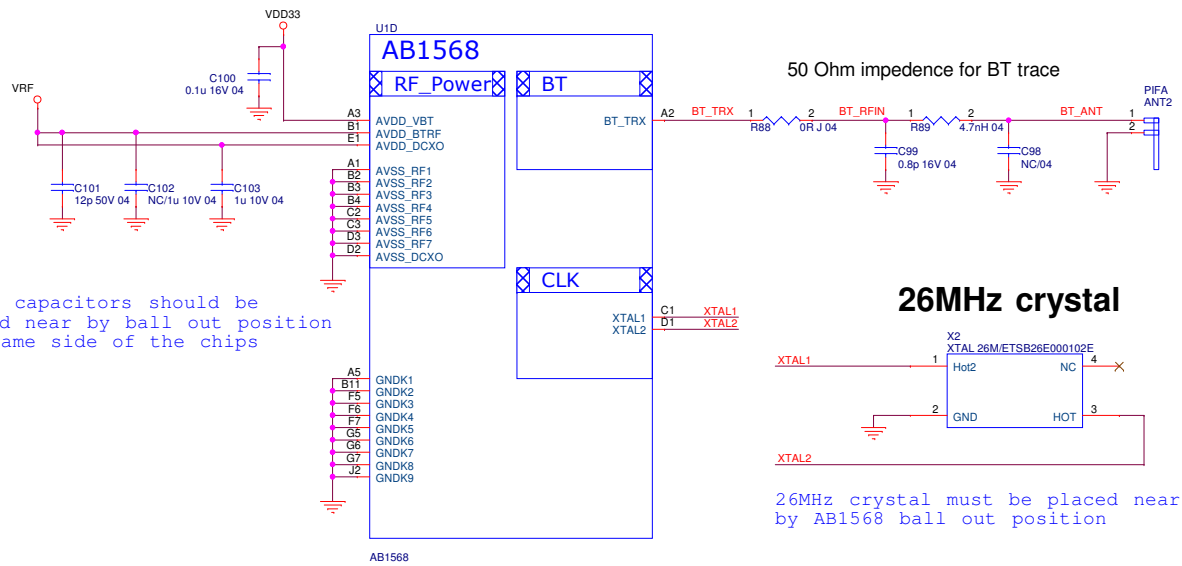 VDD33
U1D
AB1568
RF_Power
BT
50 Ohm impedence for BT trace
VRF
C100
0.1u 16V 04
PIFA
ANT2
A3 AVDD_VBT
B1 AVDD_BTRF
E1 AVDD_DCXO
BT_TRX A2 BT_TRX 1 2 BT_RFIN 1 2 BT_ANT 1
2
R88 0R J 04
R89 4.7nH 04
C99
0.8p 16V 04
C98
NC/04
C101
12p 50V 04
C102
NC/1u 10V 04
C103
1u 10V 04
A1 AVSS_RF1
B2 AVSS_RF2
B3 AVSS_RF3
B4 AVSS_RF4
C2 AVSS_RF5
C3 AVSS_RF6
D3 AVSS_RF7
D2 AVSS_DCXO
CLK
XTAL1 C1 XTAL1
XTAL2 D1 XTAL2
capacitors should be
d near by ball out position
ame side of the chips
26MHz crystal
X2
XTAL 26M/ETSB26E000102E
XTAL1 1 Hot2 NC 4
2 GND HOT 3
XTAL2
A5 GNDK1
B11 GNDK2
F5 GNDK3
F6 GNDK4
F7 GNDK5
G5 GNDK6
G6 GNDK7
G7 GNDK8
J2 GNDK9
26MHz crystal must be placed near
by AB1568 ball out position
AB1568